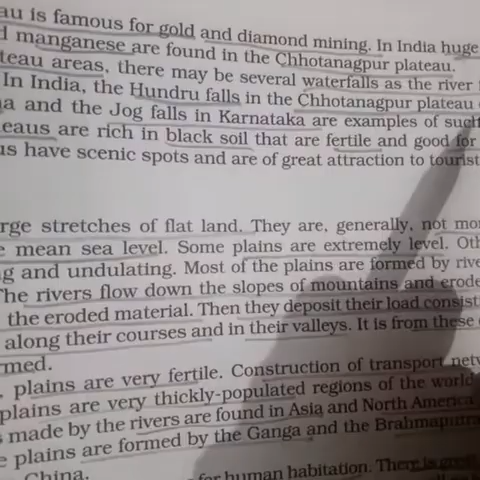 au is famous for gold and diamond mining. In India huge
d manganese are found in the Chhotanagpur plateau.
teau areas, there may be several waterfalls as the river
In India, the Hundru falls in the Chhotanagpur plateau
a and the Jog falls in Karnataka are examples of such
eaus are rich in black soil that are fertile and good for
us have scenic spots and are of great attraction to tourist
rge stretches of flat land. They are, generally, not mo
e mean sea level. Some plains are extremely level. Oth
g and undulating. Most of the plains are formed by rive
The rivers flow down the slopes of mountains and erode
the eroded material. Then they deposit their load consist
along their courses and in their valleys. It is from these
rmed.
, plains are very fertile. Construction of transport netw
plains are very thickly-populated regions of the world
s made by the rivers are found in Asia and North America
e plains are formed by the Ganga and the Brahmaputra
China.
for human habitation. There is great